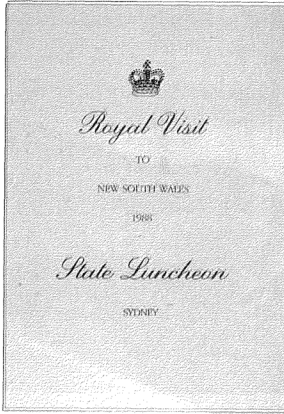 Royal Visit
TO
NEW SOUTH WALES
1988
State Luncheon
SYDNEY